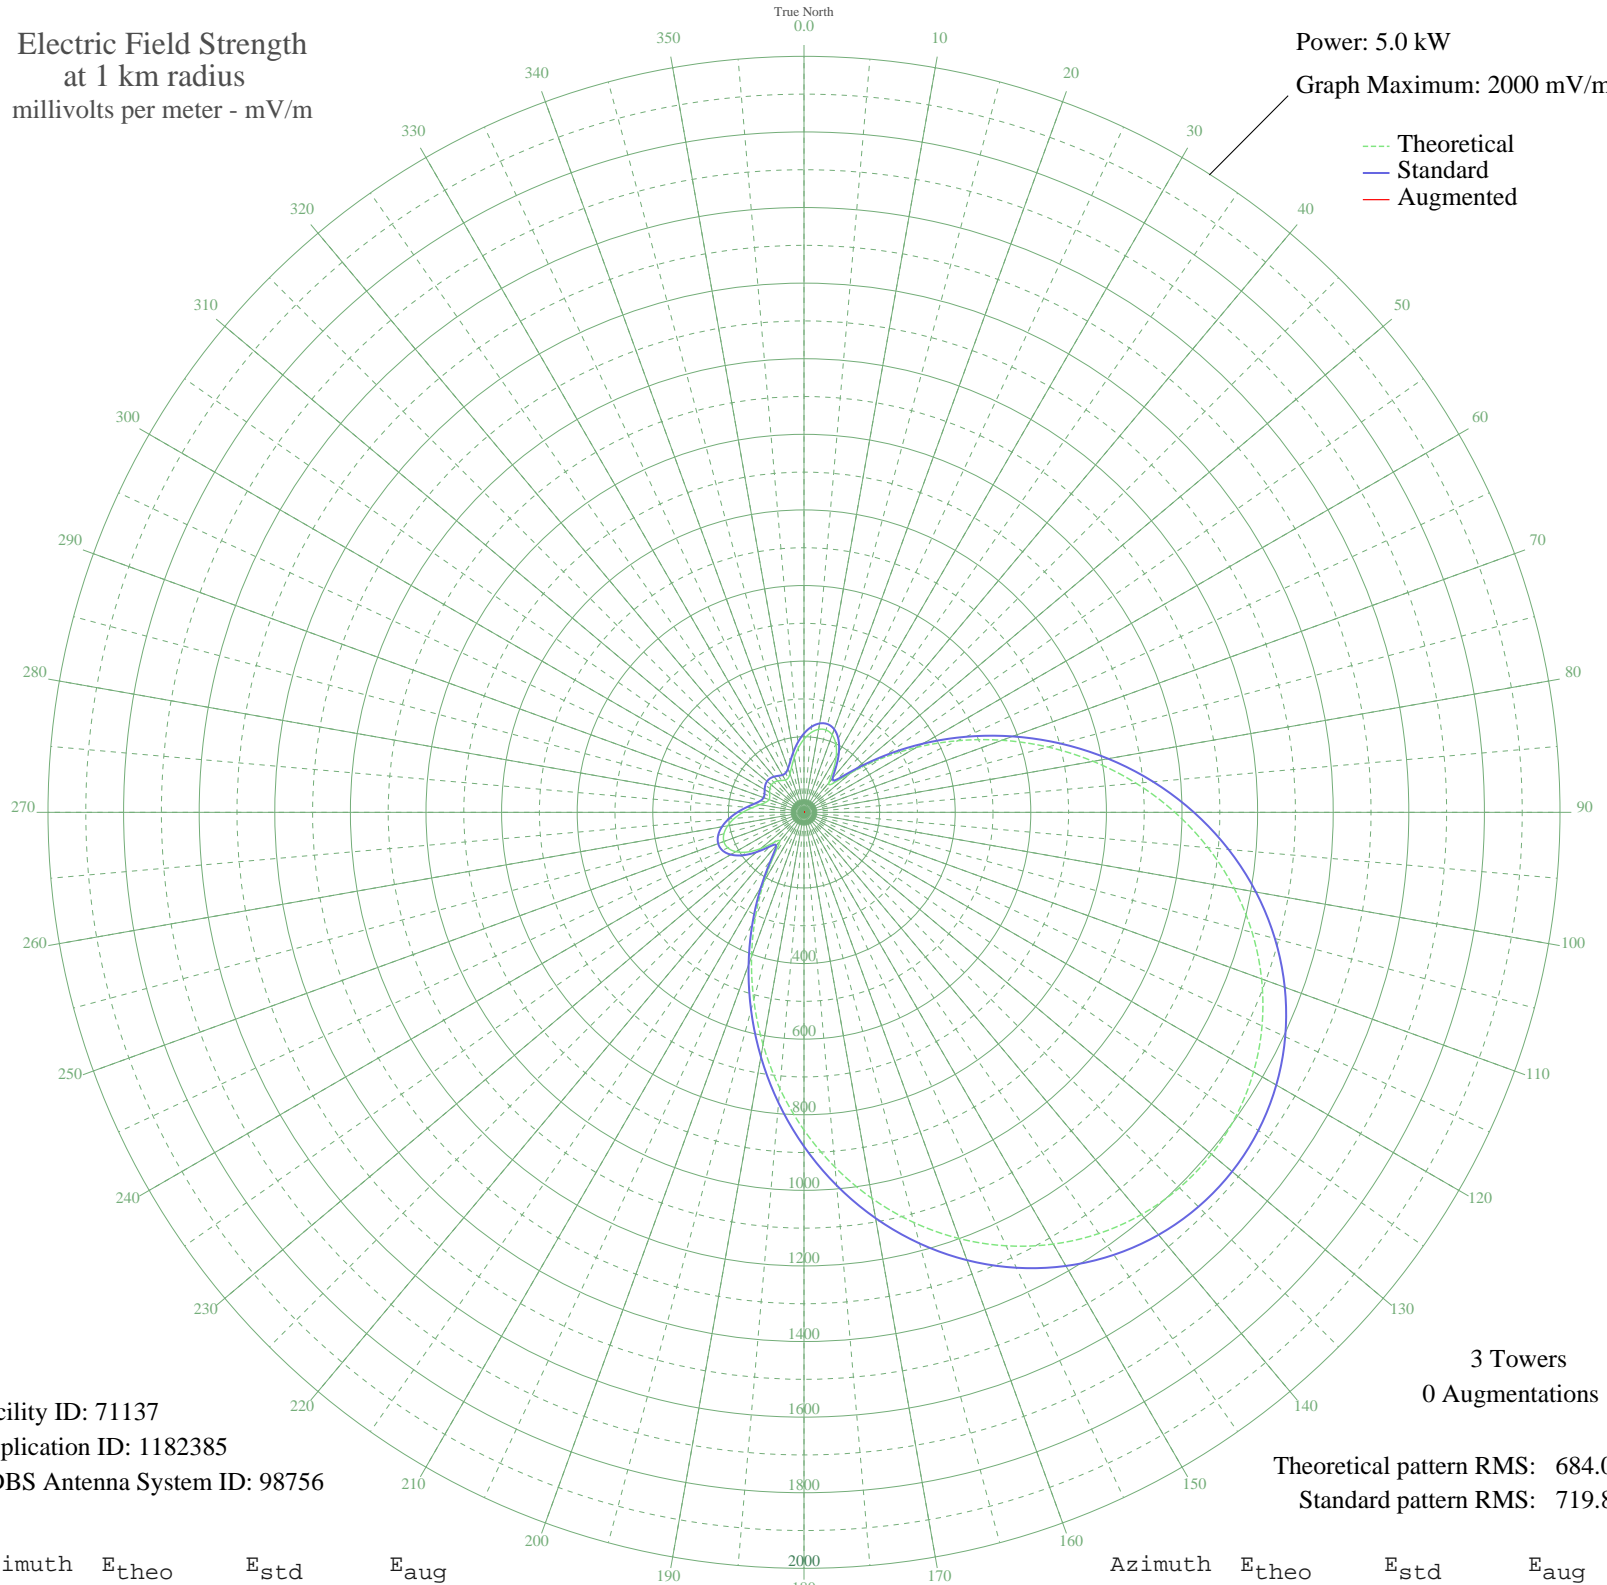 True North
0.0
Electric Field Strength
at 1 km radius
millivolts per meter - mV/m
Power: 5.0 kW
Graph Maximum: 2000 mV/m
Theoretical
Standard
Augmented
10
20
30
40
50
60
70
80
90
100
110
120
130
140
150
160
170
190
200
210
220
230
240
250
260
270
280
290
300
310
320
330
340
350
400
600
800
1000
1200
1400
1600
1800
2000
3 Towers
0 Augmentations
cility ID: 71137
plication ID: 1182385
DBS Antenna System ID: 98756
Theoretical pattern RMS: 684.0
Standard pattern RMS: 719.8
imuth Etheo Estd Eaug
Azimuth Etheo Estd Eaug